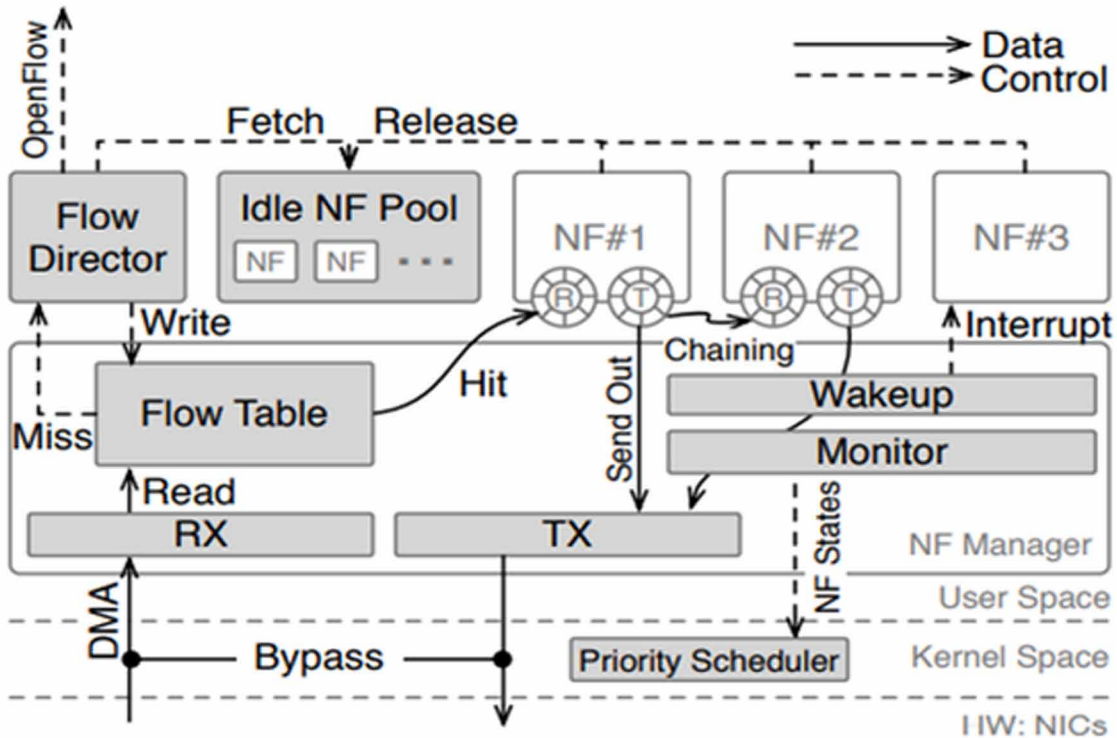 OpenFlow
Data
Control
Fetch Release
Flow
Director
Idle NF Pool
NF NF
NF#1
NF#2
NF#3
R T
R T
Write
Interrupt
Chaining
Hit
Send Out
Wakeup
Flow Table
Miss
Monitor
Read
RX
TX
NF States
NF Manager
User Space
DMA
Bypass
Priority Scheduler
Kernel Space
HW: NICs